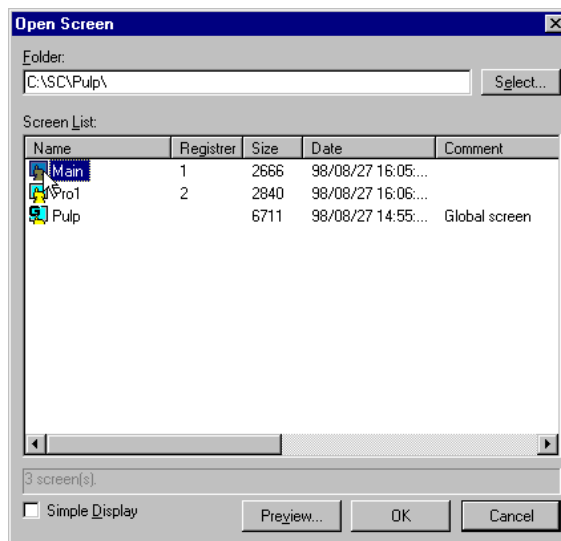 Open Screen
Folder:
C:\SC\Pulp\
Select...
Screen List:
Name Registrer Size Date Comment
Main 1 2666 98/08/27 16:05:...
Pro1 2 2840 98/08/27 16:06:...
Pulp 6711 98/08/27 14:55:... Global screen
3 screen(s).
Simple Display Preview... OK Cancel